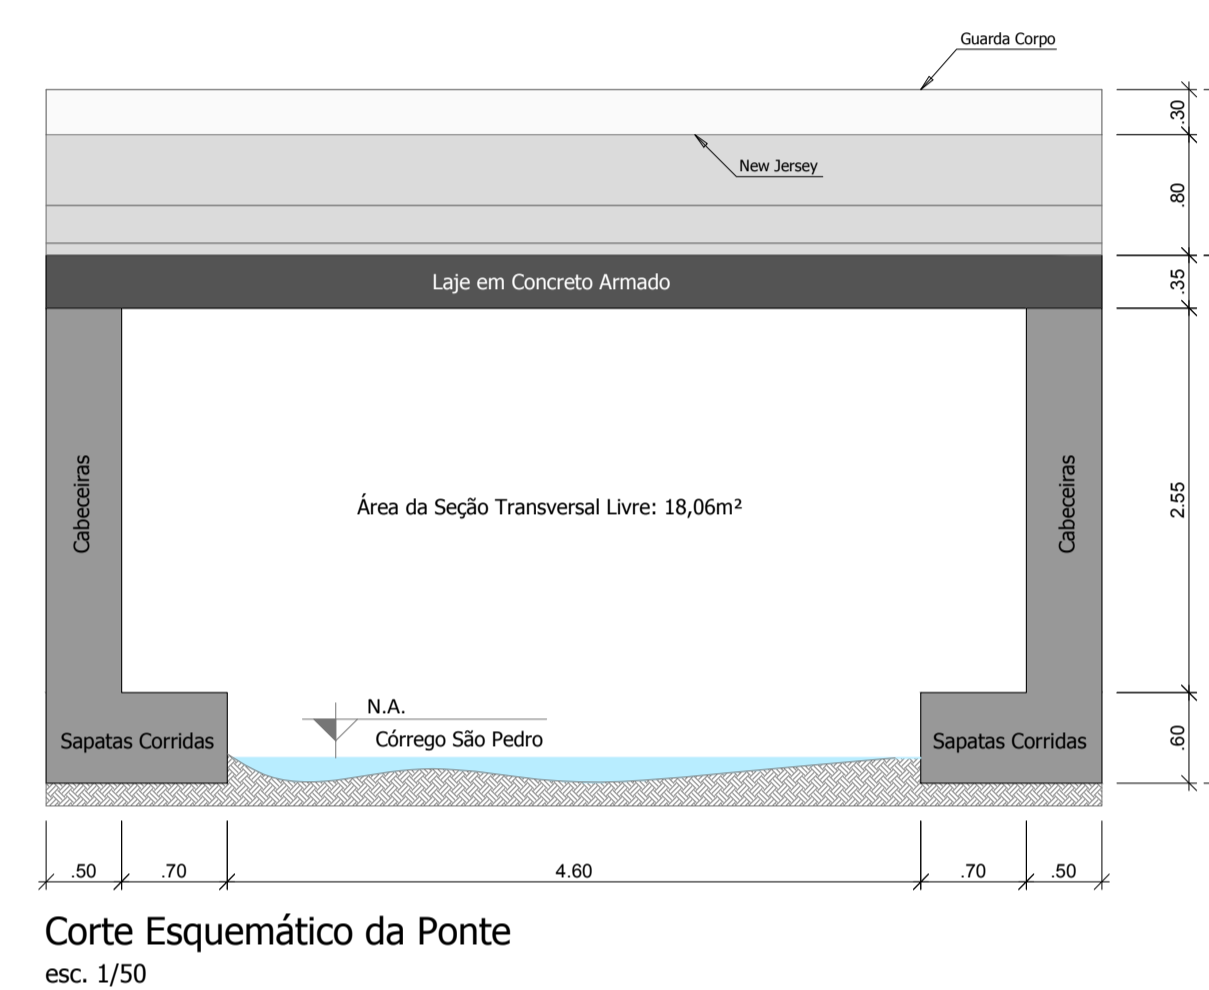 Guarda Corpo
.30
New Jersey
.80
Laje em Concreto Armado
.35
Cabeceiras
Área da Seção Transversal Livre: 18,06m²
Cabeceiras
2.555
N.A.
Sapatas Corridas
Córrego São Pedro
Sapatas Corridas
.60
.50
.70
4.60
.70
.50
Corte Esquemático da Ponte
esc. 1/50